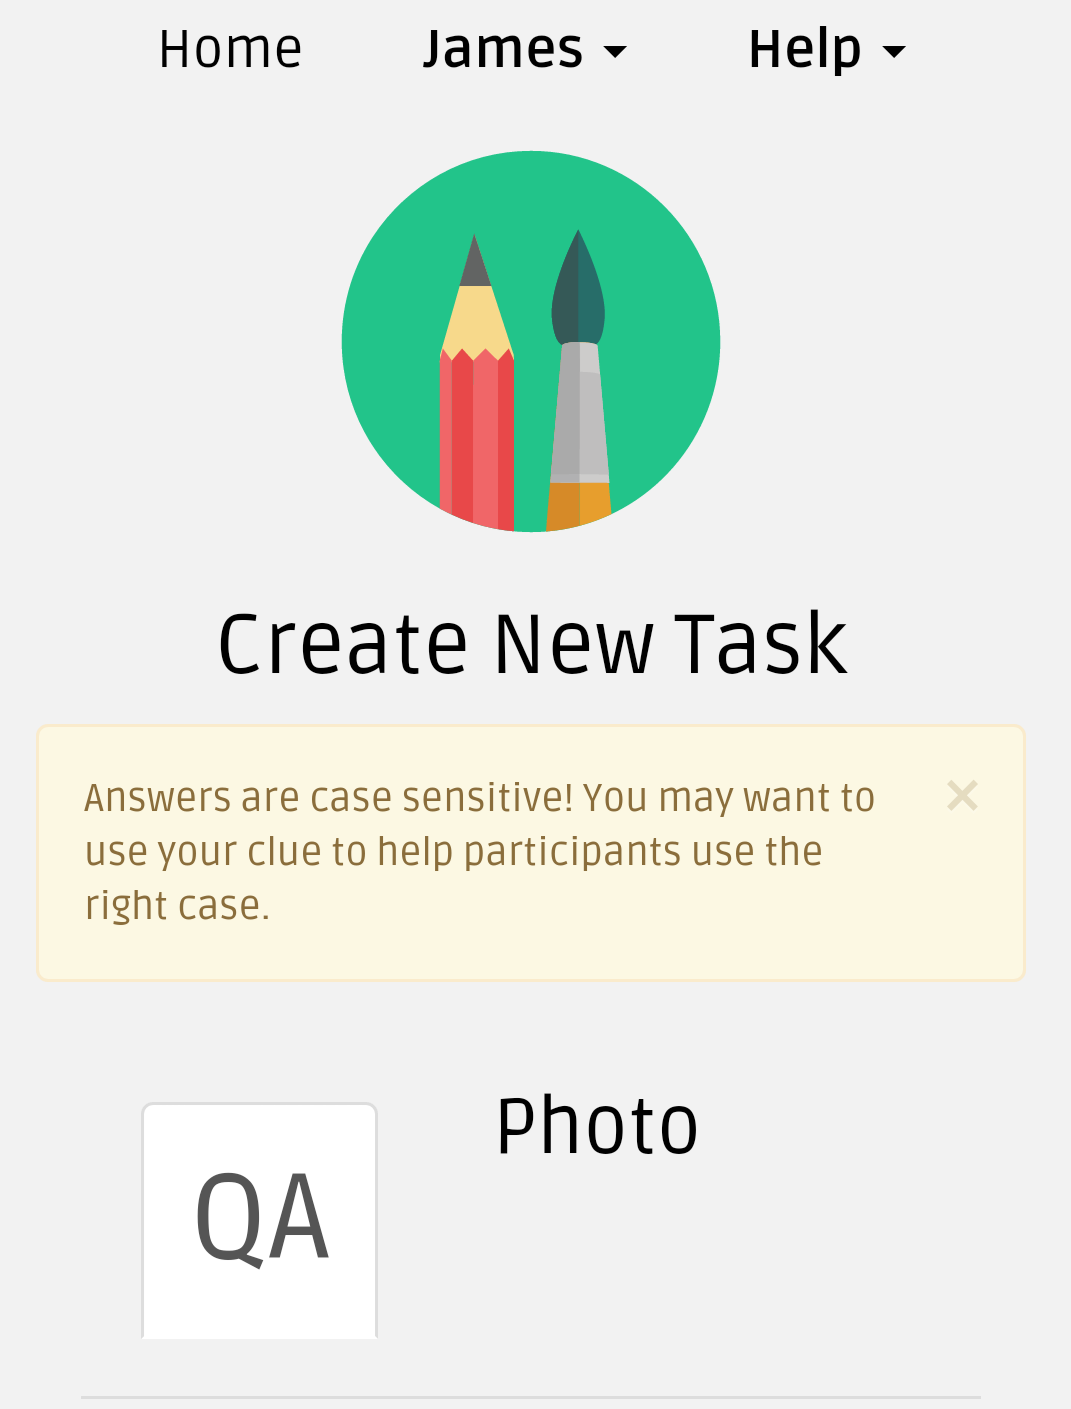 Home James Help
Create New Task
Answers are case sensitive! You may want to
use your clue to help participants use the
right case.
×
QA Photo